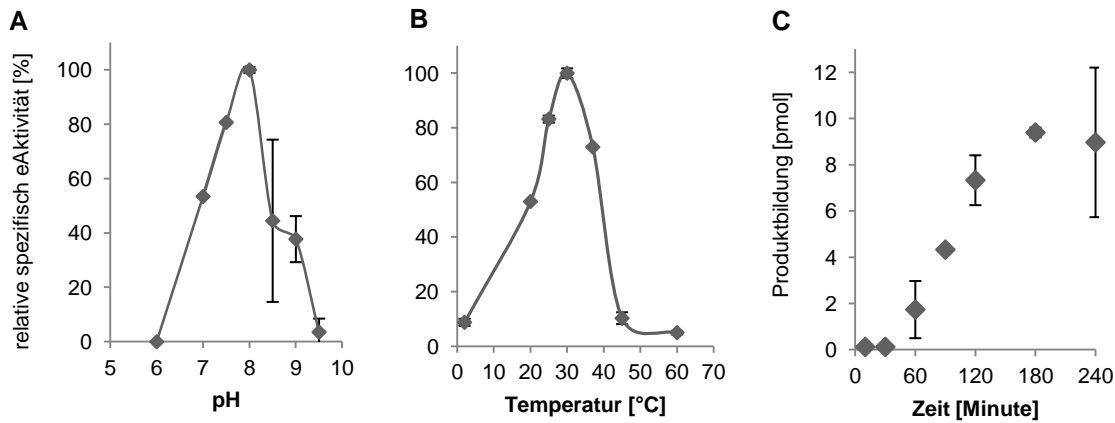 A
relative spezifisch eAktivität [%]
100
80
60
40
20
0
5 6 7 8 9 10
pH
B
100
80
60
40
20
0
0 10 20 30 40 50 60 70
Temperatur [°C]
C
Produktbildung [pmol]
12
10
8
6
4
2
0
0 60 120 180 240
Zeit [Minute]